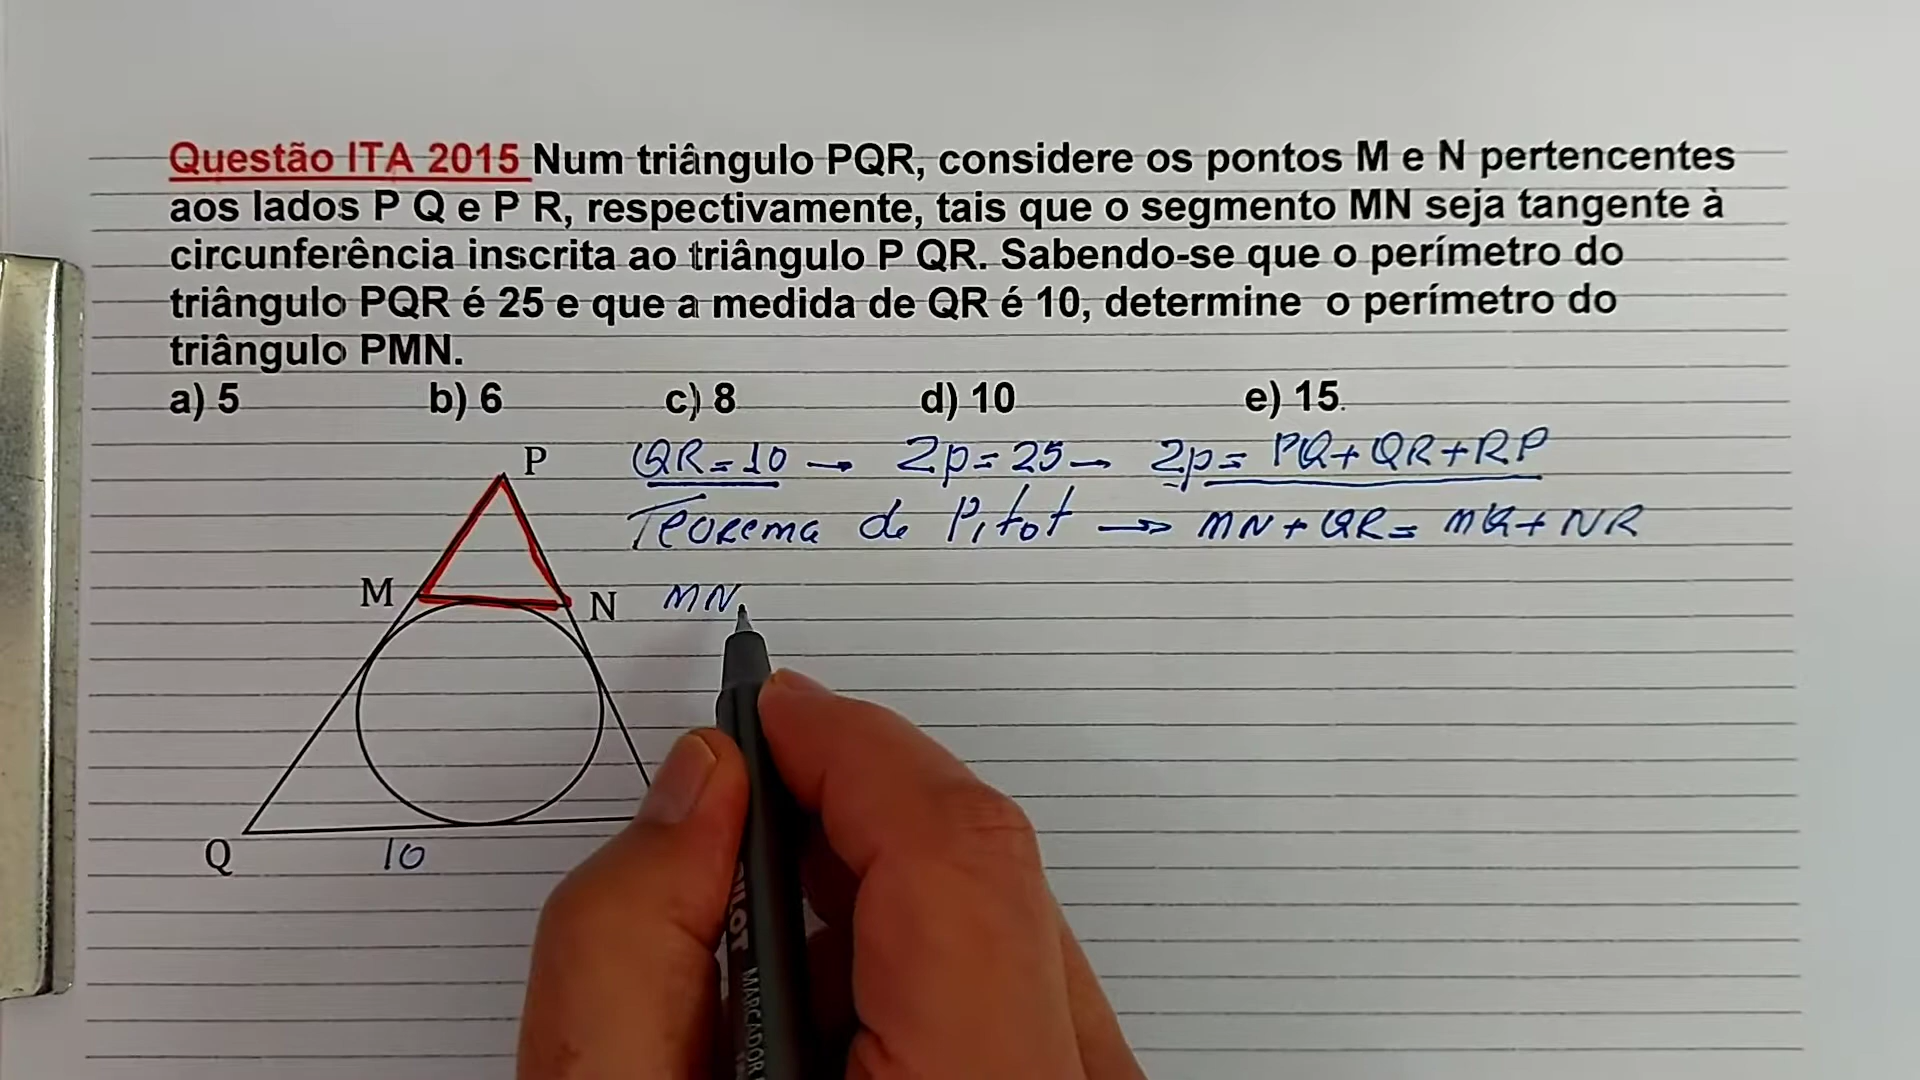 Questão ITA 2015 Num triângulo PQR, considere os pontos M e N pertencentes
aos lados P Q e P R, respectivamente, tais que o segmento MN seja tangente à
circunferência inscrita ao triângulo P QR. Sabendo-se que o perímetro do
triângulo PQR é 25 e que a medida de QR é 10, determine o perímetro do
triângulo PMN.
a) 5 b) 6 c) 8 d) 10 e) 15.
P QR = 10 → 2p = 25 → 2p = PQ + QR + RP
Teorema de Pitot → MN + QR = MQ + NR
M N MN
Q 10
PILOT MARCADOR